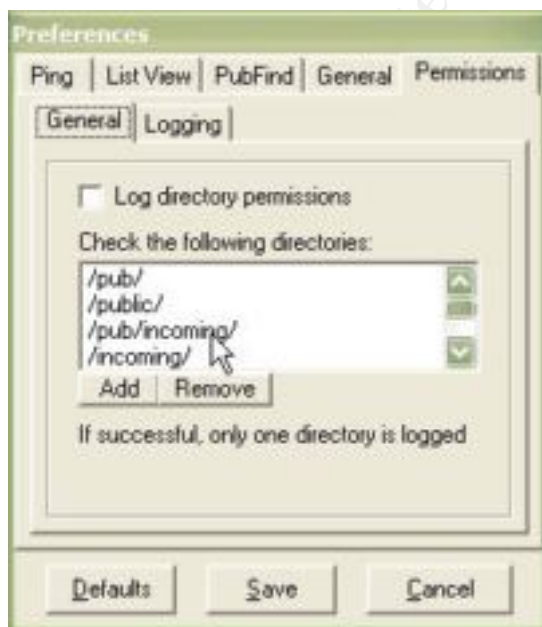 Preferences
Ping List View PubFind General Permissions
General Logging
Log directory permissions
Check the following directories:
/pub/
/public/
/pub/incoming/
/incoming/
Add Remove
If successful, only one directory is logged
Defaults Save Cancel